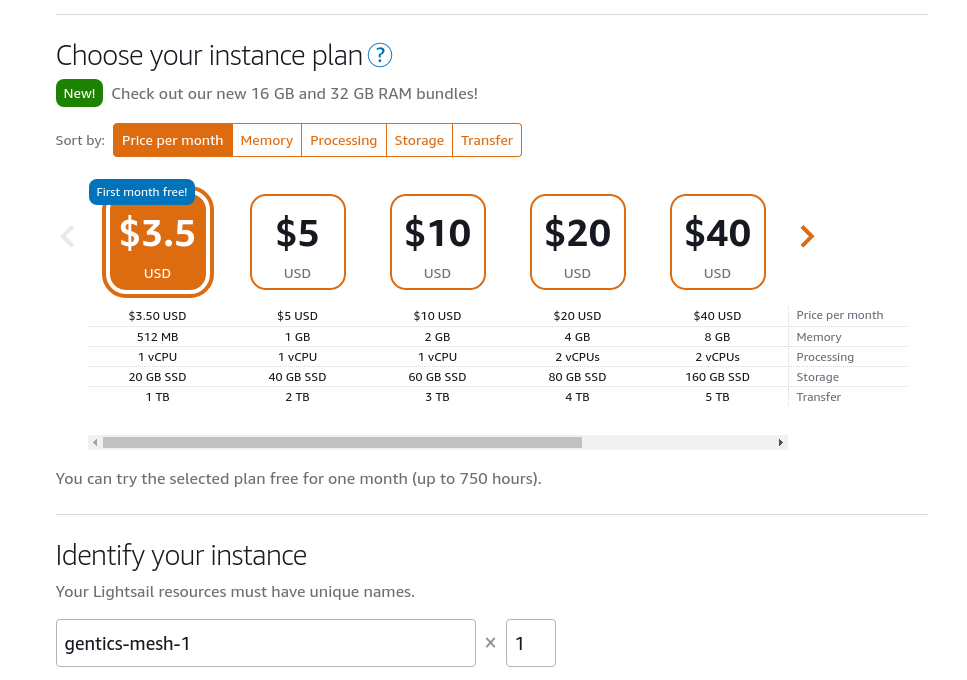 Choose your instance plan ?
New! Check out our new 16 GB and 32 GB RAM bundles!
Sort by: Price per month Memory Processing Storage Transfer
First month free!
$3.5 $5 $10 $20 $40
USD USD USD USD USD
$3.50 USD $5 USD $10 USD $20 USD $40 USD Price per month
512 MB 1 GB 2 GB 4 GB 8 GB Memory
1 vCPU 1 vCPU 1 vCPU 2 vCPUs 2 vCPUs Processing
20 GB SSD 40 GB SSD 60 GB SSD 80 GB SSD 160 GB SSD Storage
1 TB 2 TB 3 TB 4 TB 5 TB Transfer
You can try the selected plan free for one month (up to 750 hours).
Identify your instance
Your Lightsail resources must have unique names.
gentics-mesh-1 × 1